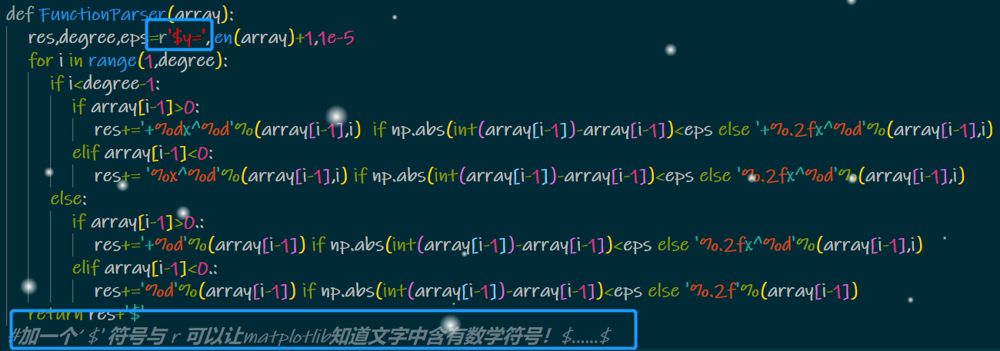 def FunctionParser(array):
res,degree,eps=r'$y=',en(array)+1,1e-5
for i in range(1,degree):
if i<degree-1:
if array[i-1]>0:
res+='+%dx^%d'%(array[i-1],i) if np.abs(int(array[i-1])-array[i-1])<eps else '+%.2fx^%d'%(array[i-1],i)
elif array[i-1]<0:
res+= '%x^%d'%(array[i-1],i) if np.abs(int(array[i-1])-array[i-1])<eps else '%.2fx^%d'%(array[i-1],i)
else:
if array[i-1]>0.:
res+='+%d'%(array[i-1]) if np.abs(int(array[i-1])-array[i-1])<eps else '%.2fx^%d'%(array[i-1],i)
elif array[i-1]<0.:
res+='%d'%(array[i-1]) if np.abs(int(array[i-1])-array[i-1])<eps else '%.2f'%(array[i-1])
return res+'$'
#加一个'$'符号与 r 可以让matplotlib知道文字中含有数学符号！$......$